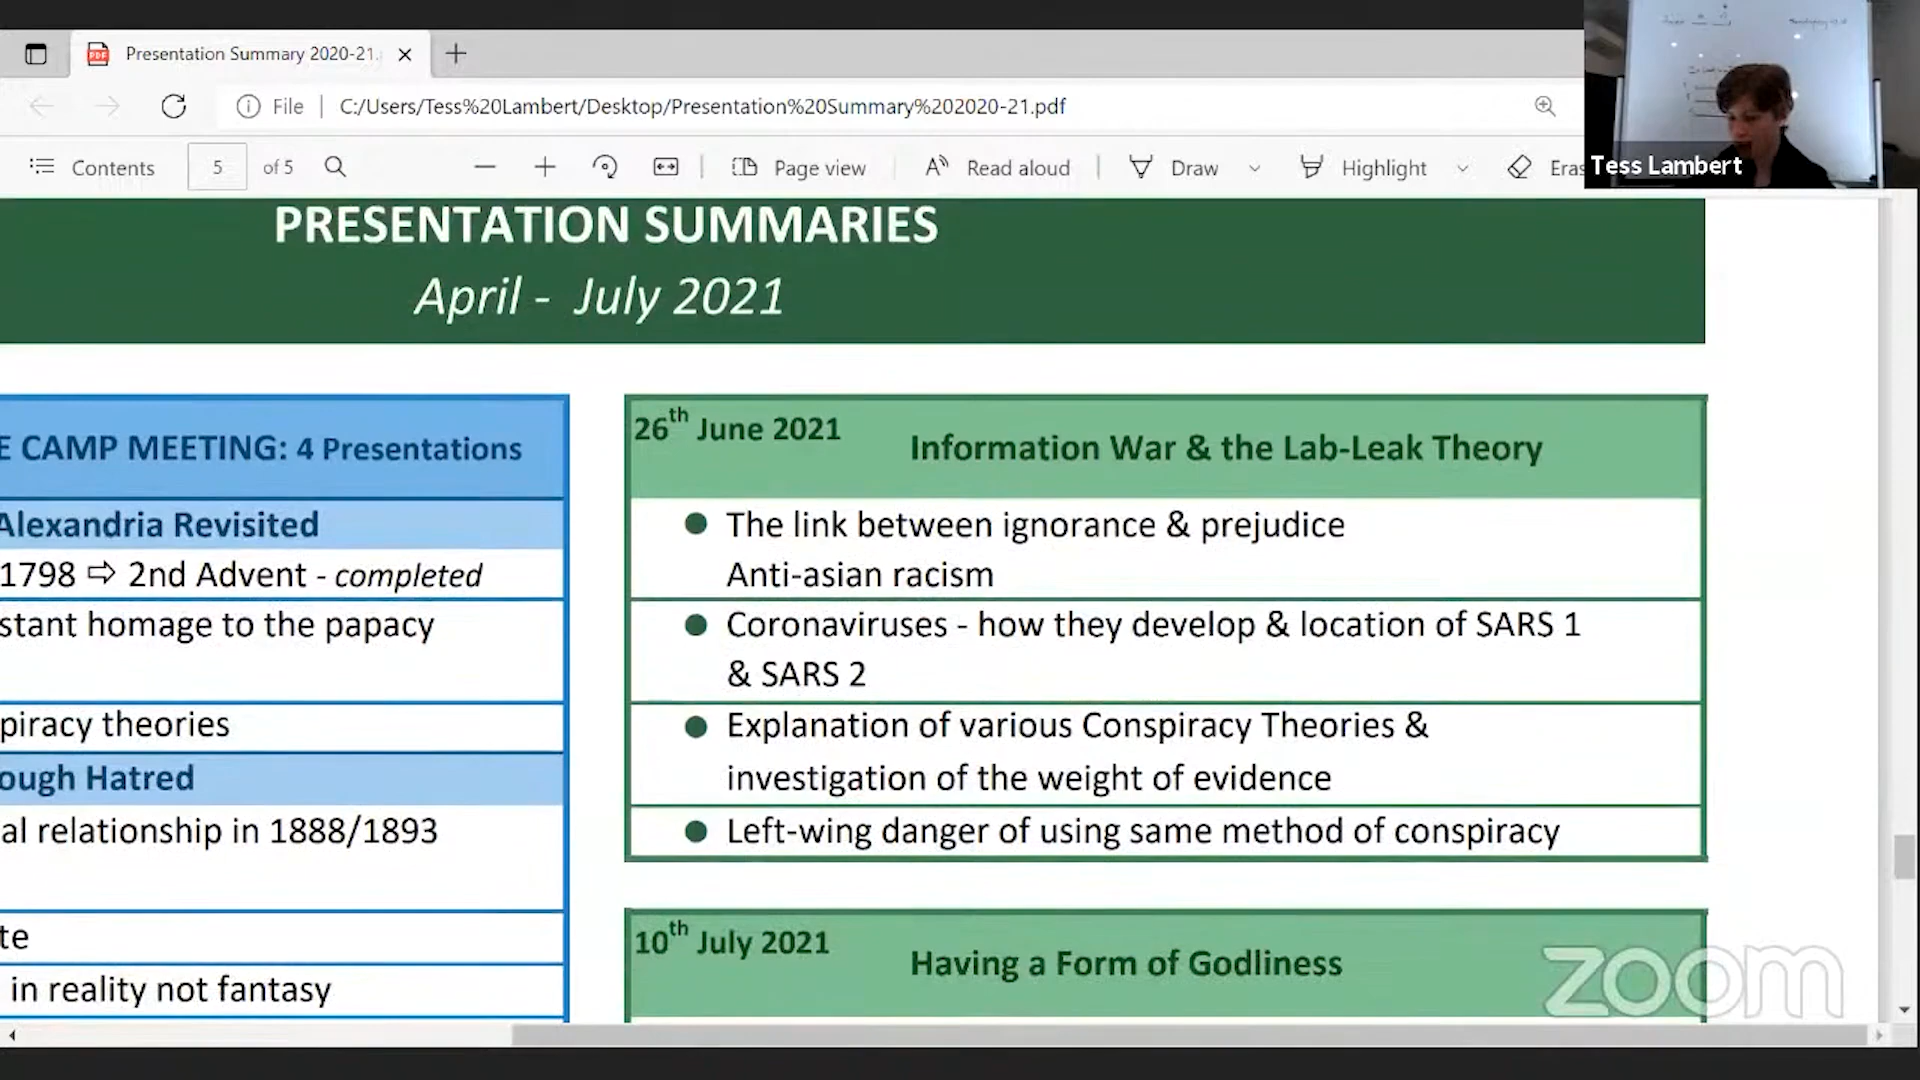 Presentation Summary 2020-21.
File
C:/Users/Tess%20Lambert/Desktop/Presentation%20Summary%202020-21.pdf
Contents
5
of 5
Page view
Read aloud
Draw
Highlight
Eras
Tess Lambert
PRESENTATION SUMMARIES
April - July 2021
E CAMP MEETING: 4 Presentations
Alexandria Revisited
1798 ⇨ 2nd Advent - completed
stant homage to the papacy
piracy theories
ough Hatred
al relationship in 1888/1893
te
in reality not fantasy
26th June 2021
Information War & the Lab-Leak Theory
● The link between ignorance & prejudice
Anti-asian racism
● Coronaviruses - how they develop & location of SARS 1
& SARS 2
● Explanation of various Conspiracy Theories &
investigation of the weight of evidence
● Left-wing danger of using same method of conspiracy
10th July 2021
Having a Form of Godliness
zoom